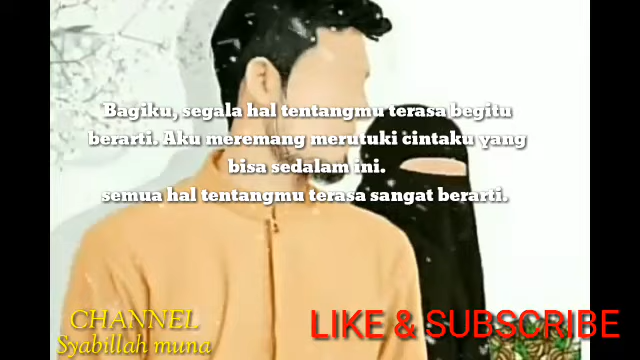 Bagiku, segala hal tentangmu terasa begitu
berarti. Aku meremang merutuki cintaku yang
bisa sedalam ini.
semua hal tentangmu terasa sangat berarti.
CHANNEL
Syabillah muna
LIKE & SUBSCRIBE